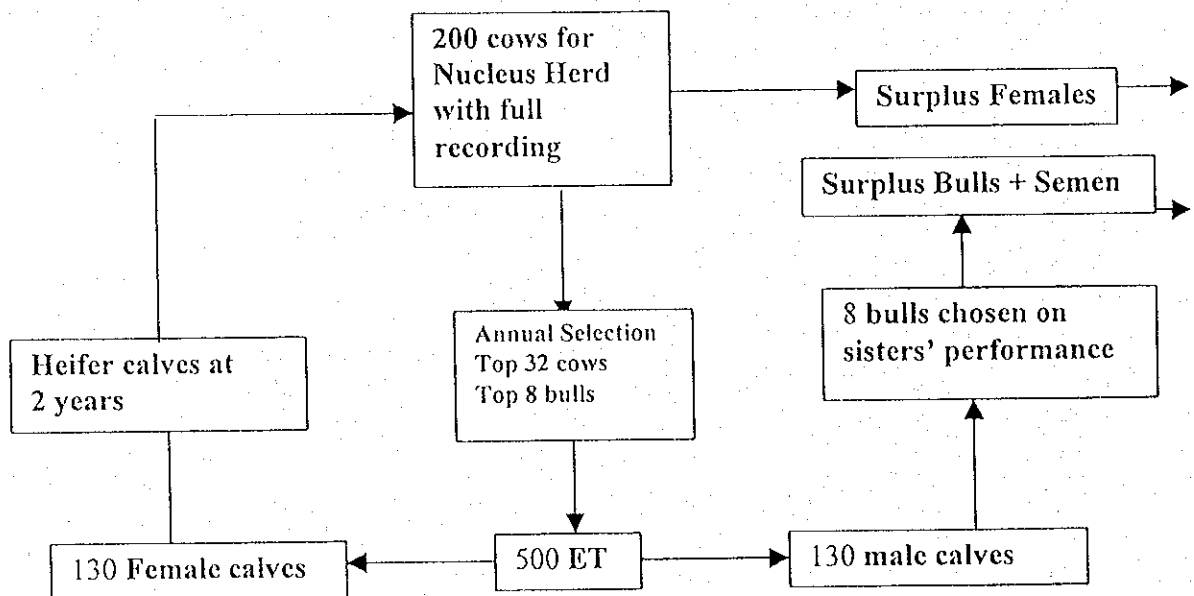 200 cows for
Nucleus Herd
with full
recording
Surplus Females
Surplus Bulls + Semen
Annual Selection
Top 32 cows
Top 8 bulls
8 bulls chosen on
sisters' performance
Heifer calves at
2 years
130 Female calves
500 ET
130 male calves